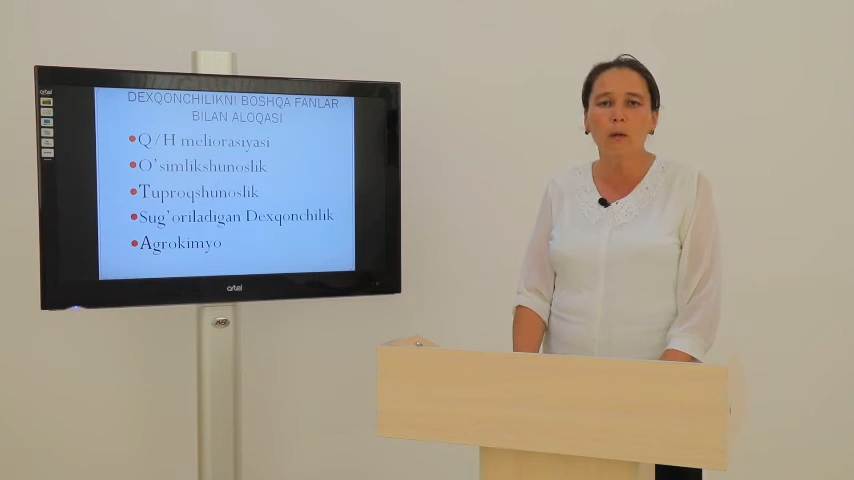 artel
DEXQONCHILIKNI BOSHQA FANLAR
BILAN ALOQASI
Q/H meliorasiyasi
O'simlikshunoslik
Tuproqshunoslik
Sug'oriladigan Dexqonchilik
Agrokimyo
artel